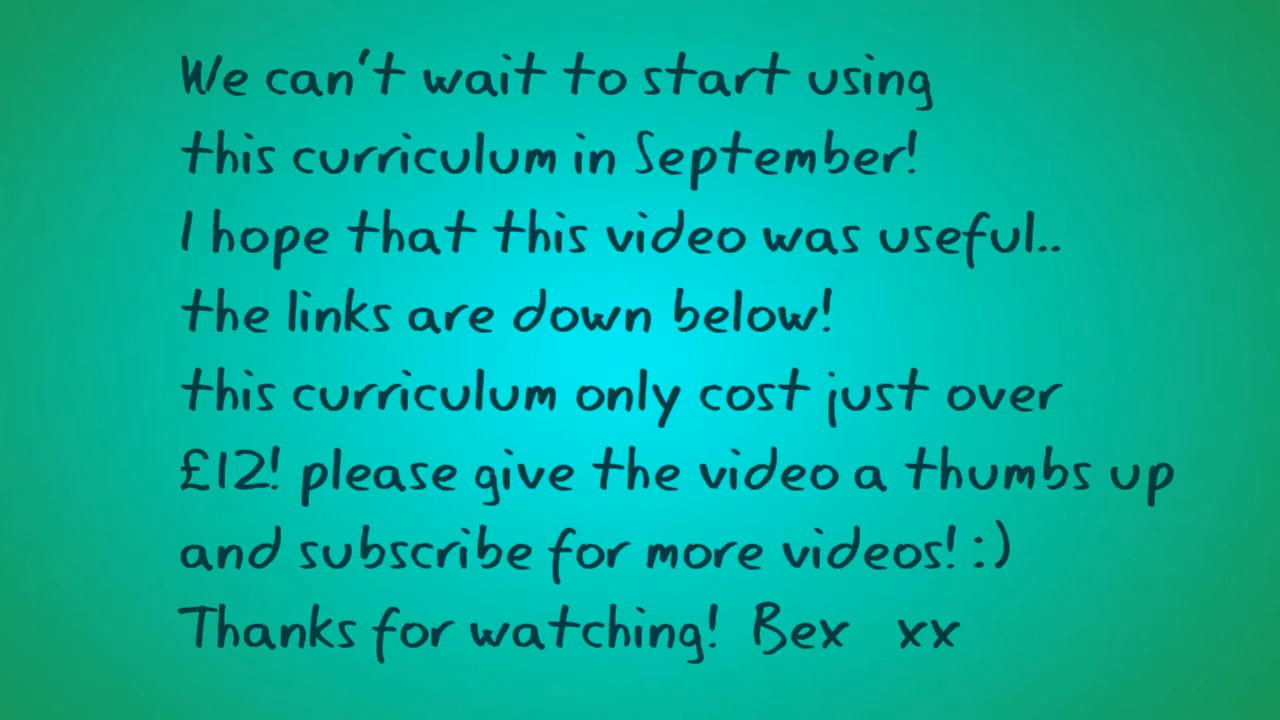 We can't wait to start using
this curriculum in September!
I hope that this video was useful..
the links are down below!
this curriculum only cost just over
£12! please give the video a thumbs up
and subscribe for more videos! :)
Thanks for watching! Bex xx